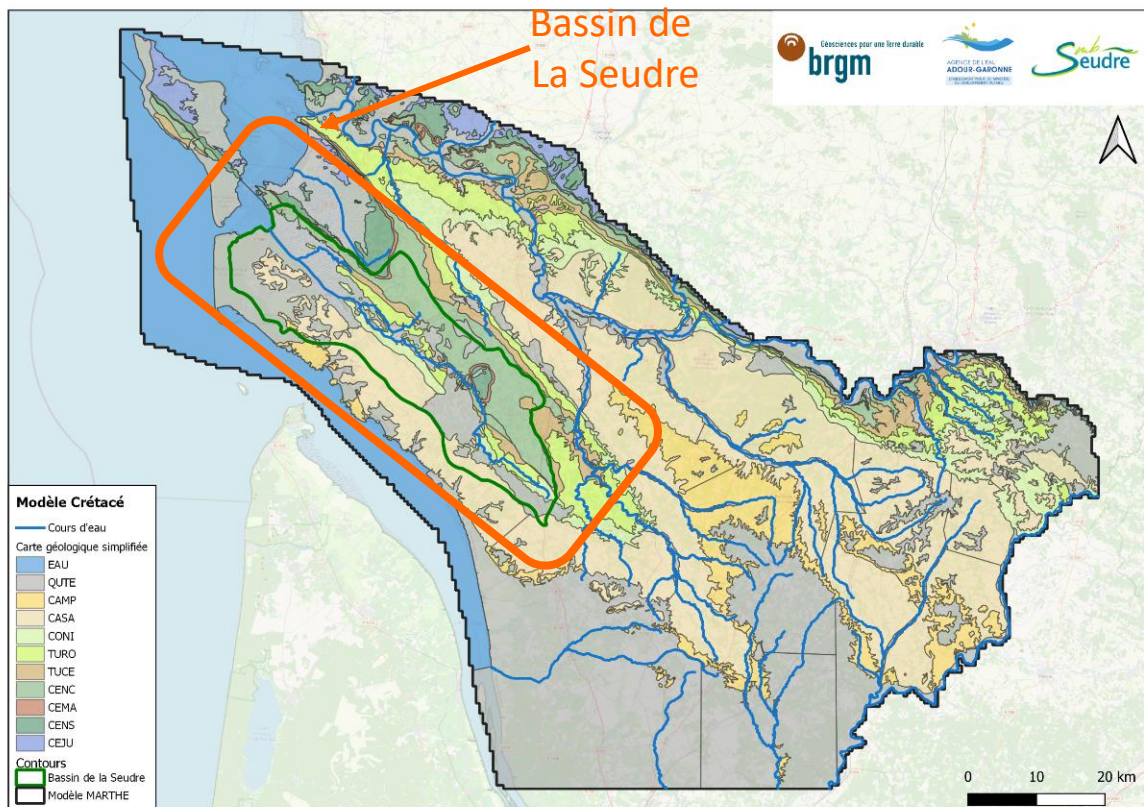 Bassin de
La Seudre
Géosciences pour une Terre durable
brgm
AGENCE DE L'EAU
ADOUR-GARONNE
Seudre
Modèle Crétacé
Cours d'eau
Carte géologique simplifiée
EAU
QUTE
CAMP
CASA
CONI
TURO
TUCE
CENC
CEMA
CENS
CEJU
Contours
Bassin de la Seudre
Modèle MARTHE
0 10 20 km